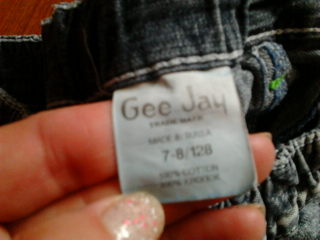 Gee Jay
TRADE MARK
MADE IN
7-8/128
100% COTTON
100%